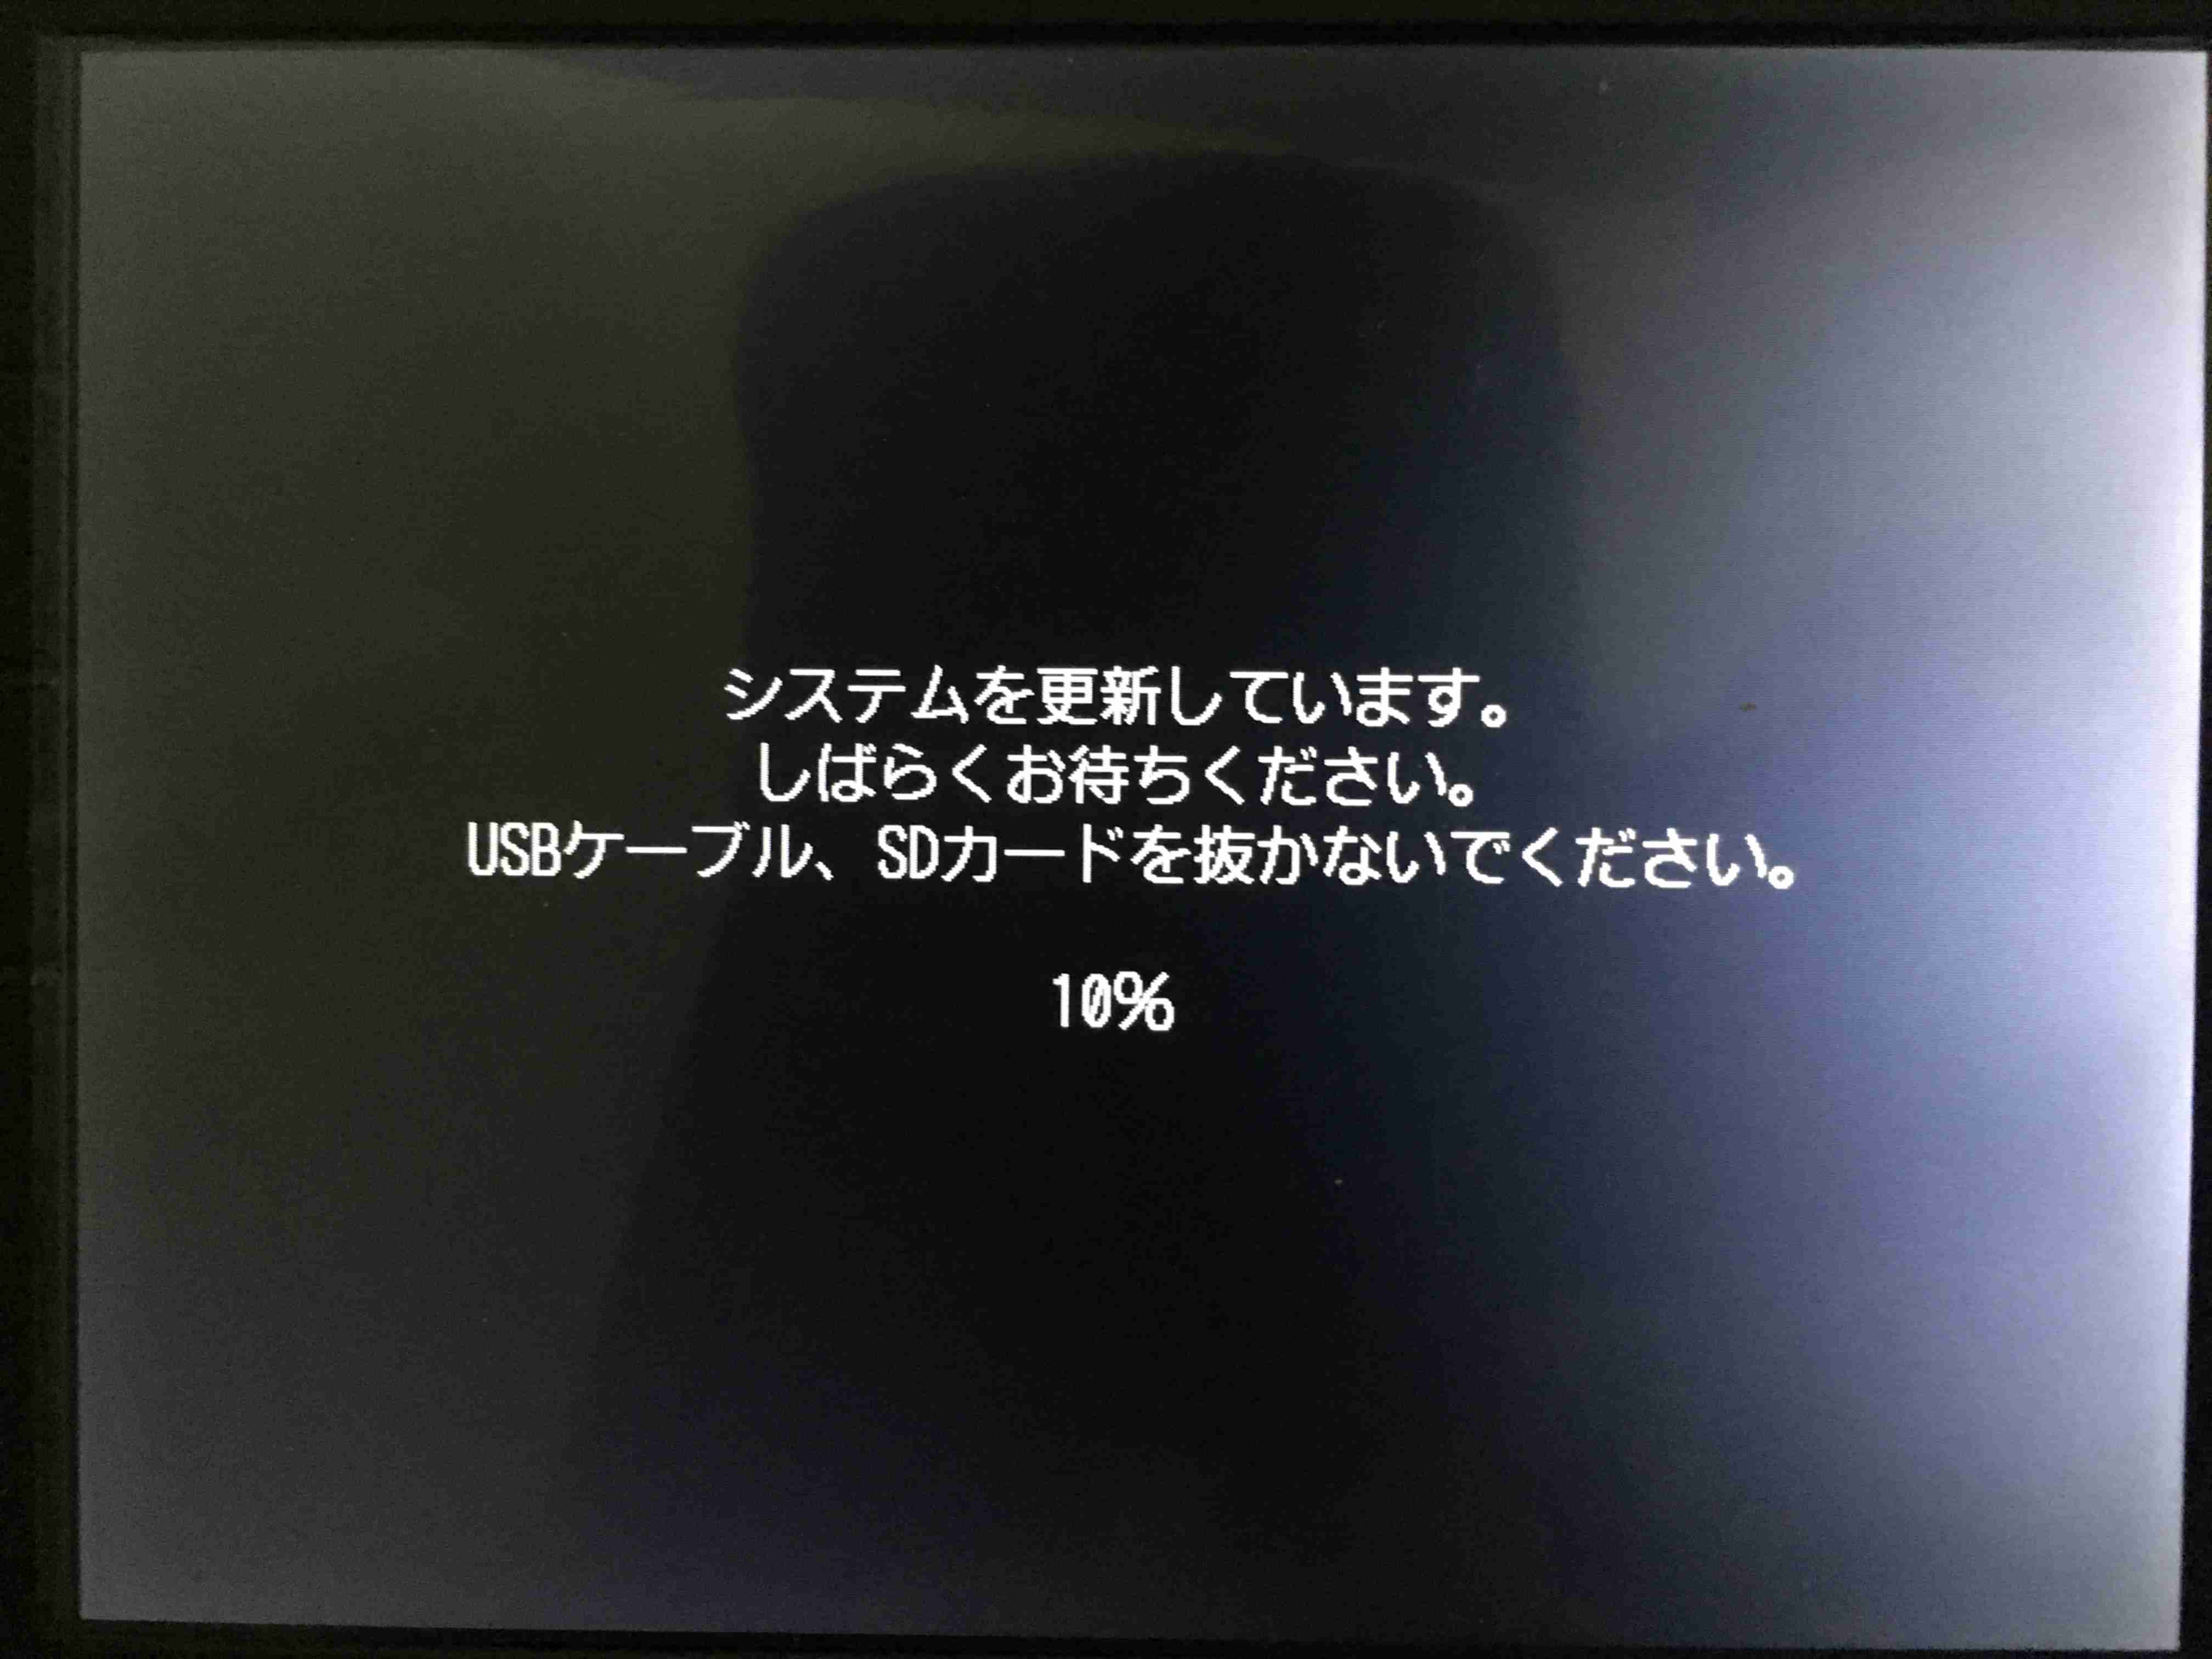 システムを更新しています。
しばらくお待ちください。
USBケーブル、SDカードを抜かないでください。
10%